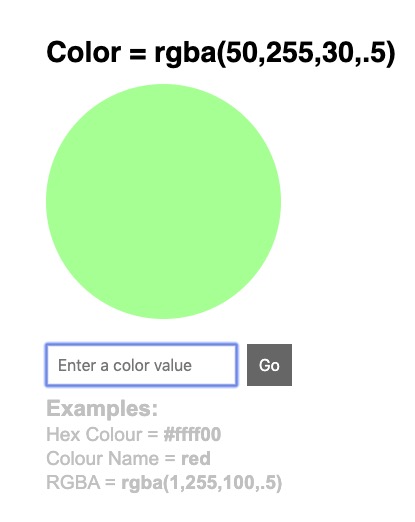 Color = rgba(50,255,30,.5)
Enter a color value
Go
Examples:
Hex Colour = #ffff00
Colour Name = red
RGBA = rgba(1,255,100,.5)